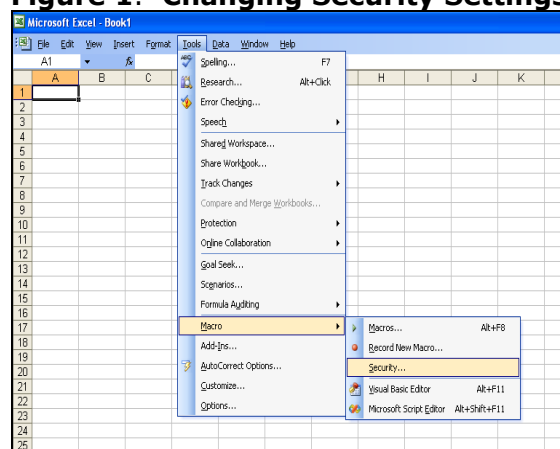 Figure 1: Changing Security Settings
Microsoft Excel - Book1
File Edit View Insert Format Tools Data Window Help
A1 fx
A B C H I J K
1
2
3
4
5
6
7
8
9
10
11
12
13
14
15
16
17
18
19
20
21
22
23
24
25
ABC Spelling... F7
Research... Alt+Click
Error Checking...
Speech
Shared Workspace...
Share Workbook...
Track Changes
Compare and Merge Workbooks...
Protection
Online Collaboration
Goal Seek...
Scenarios...
Formula Auditing
Macro
Add-Ins...
AutoCorrect Options...
Customize...
Options...
Macros... Alt+F8
Record New Macro...
Security...
Visual Basic Editor Alt+F11
Microsoft Script Editor Alt+Shift+F11